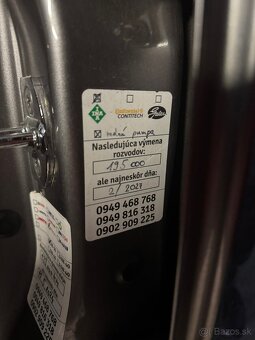 INA
CONTITECH
Gates
vodná pumpa
Nasledujúca výmena
rozvodov:
195 000
ale najneskôr dňa:
2/2027
0949 468 768
0949 816 318
0902 909 225
Bazos.sk